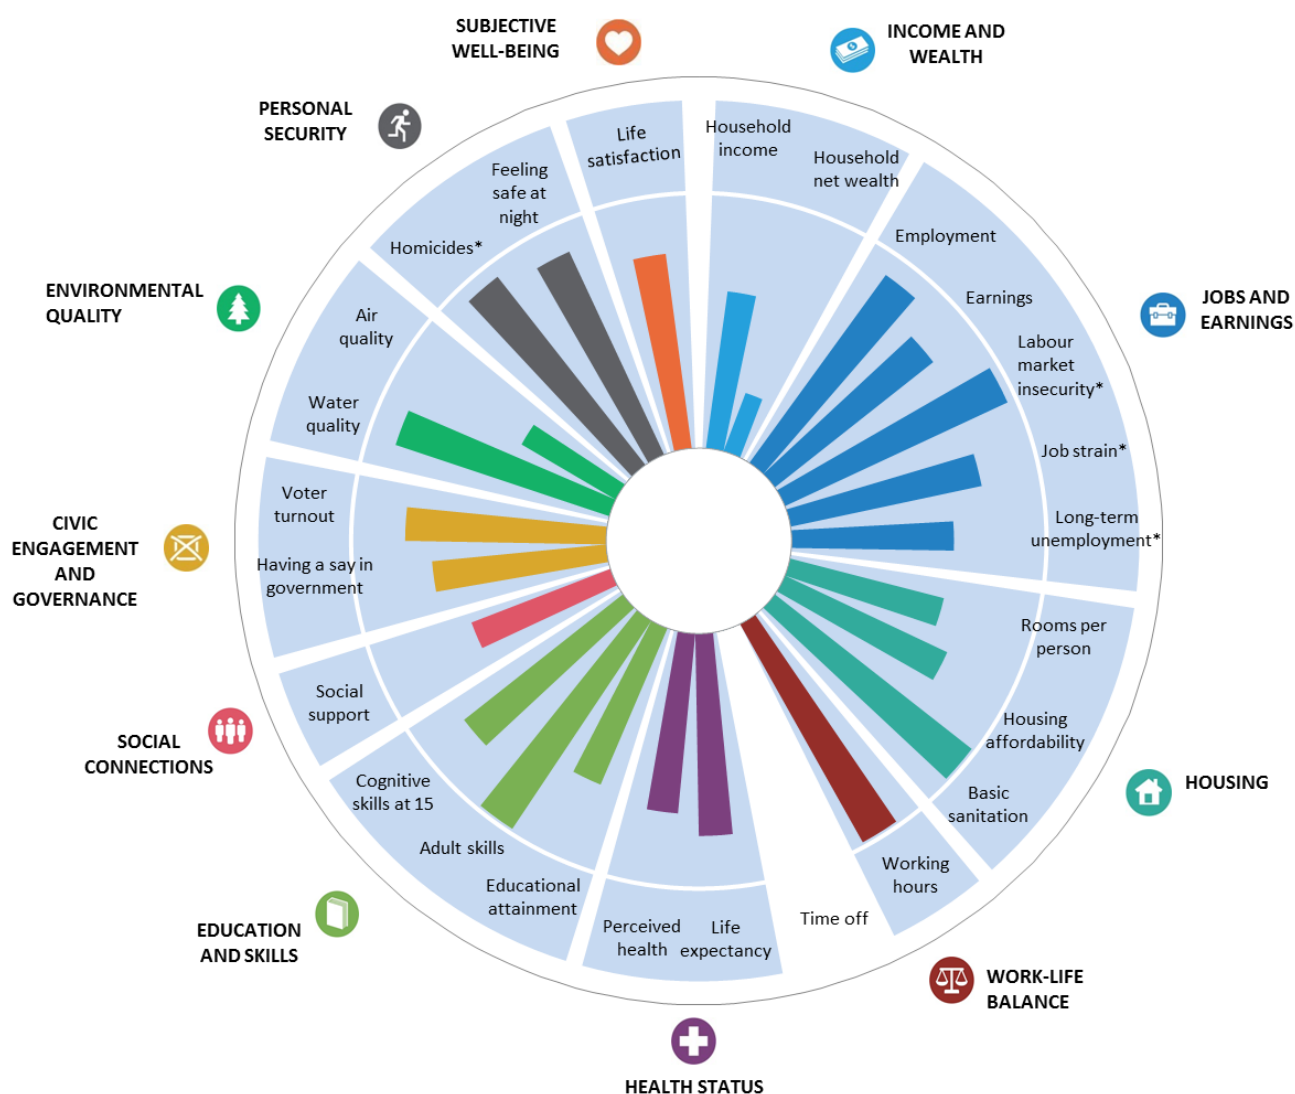 SUBJECTIVE
WELL-BEING
INCOME AND
WEALTH
PERSONAL
SECURITY
Life
satisfaction
Household
income
Household
net wealth
Feeling
safe at
night
Homicides*
Employment
Earnings
Labour
market
insecurity*
Job strain*
Long-term
unemployment*
JOBS AND
EARNINGS
ENVIRONMENTAL
QUALITY
Air
quality
Water
quality
CIVIC
ENGAGEMENT
AND
GOVERNANCE
Voter
turnout
Having a say in
government
Rooms per
person
Housing
affordability
Basic
sanitation
HOUSING
SOCIAL
CONNECTIONS
Social
support
Cognitive
skills at 15
Adult skills
Educational
attainment
EDUCATION
AND SKILLS
Perceived
health
Life
expectancy
Time off
Working
hours
WORK-LIFE
BALANCE
HEALTH STATUS